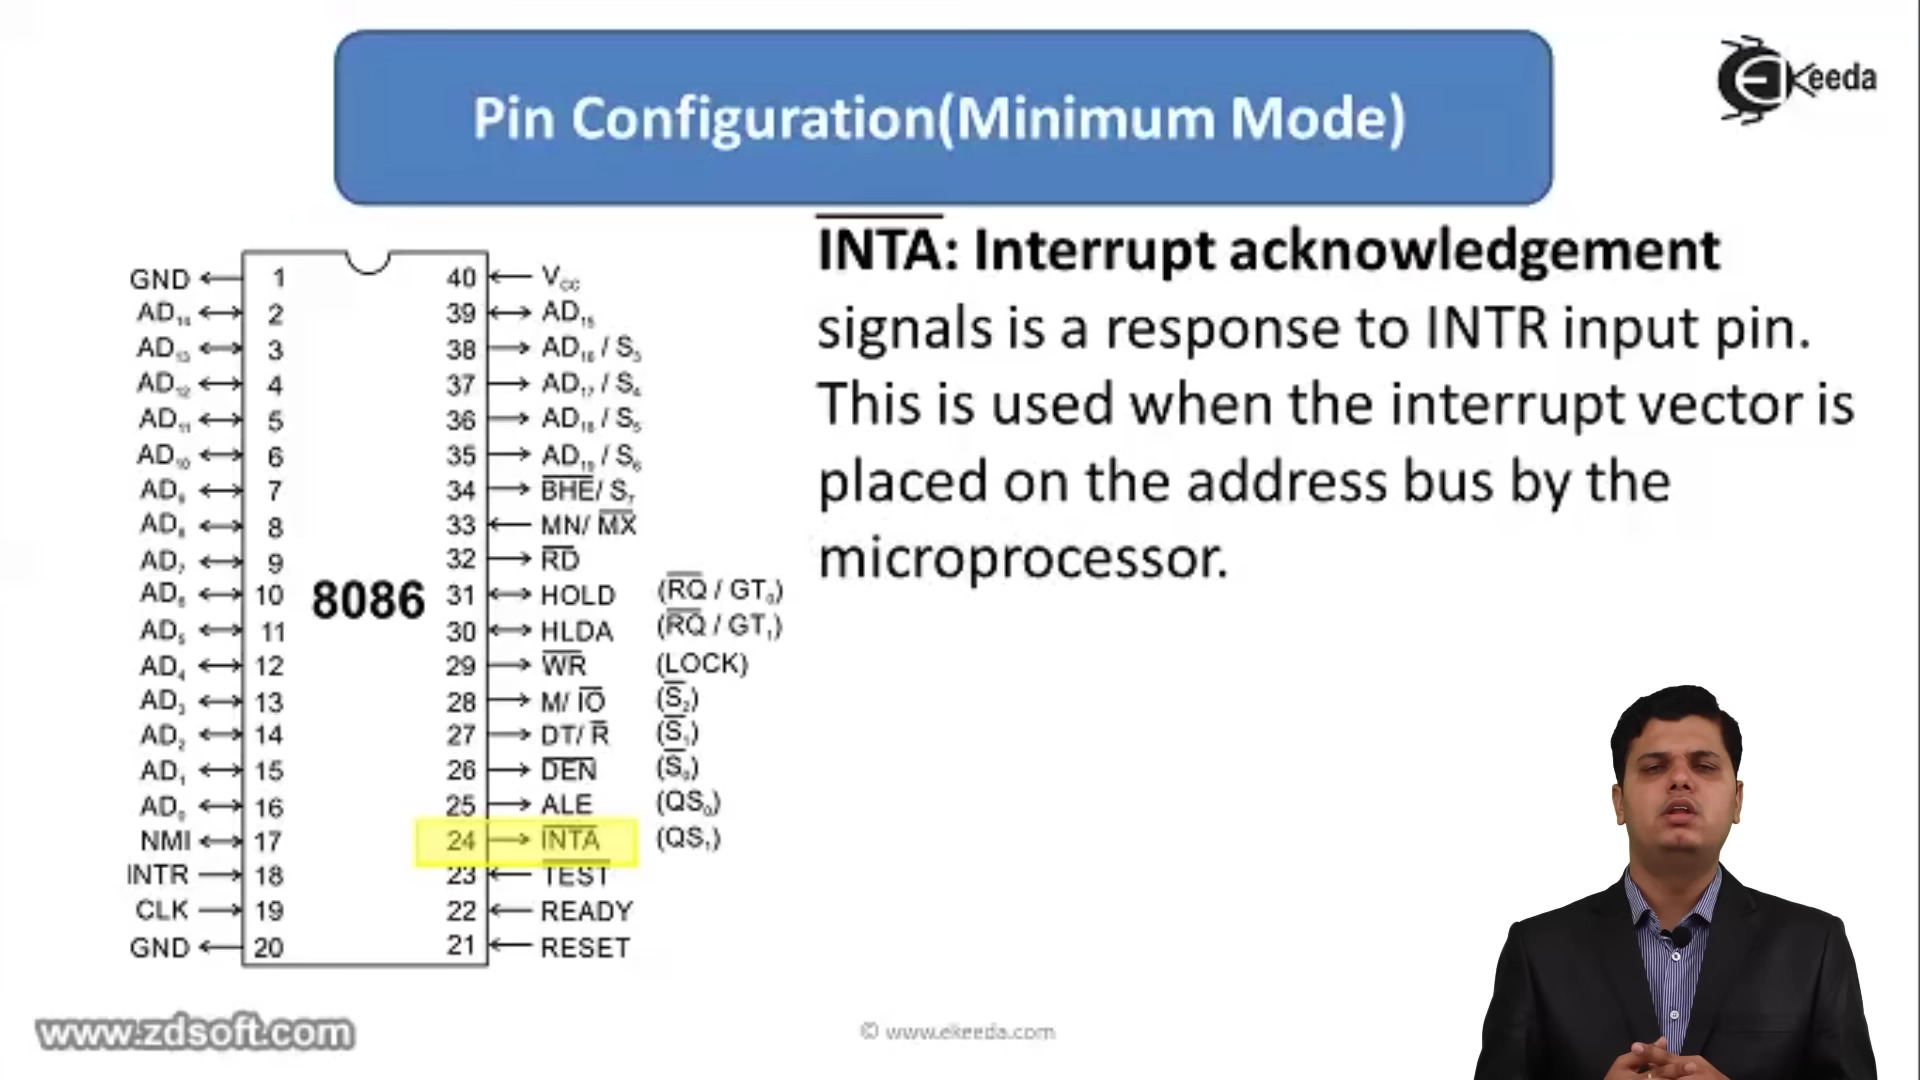 Pin Configuration(Minimum Mode)
EKeeda
INTA: Interrupt acknowledgement
signals is a response to INTR input pin.
This is used when the interrupt vector is
placed on the address bus by the
microprocessor.
GND 1 40 Vcc
AD₁₄ 2 39 AD₁₅
AD₁₃ 3 38 AD₁₆ / S₃
AD₁₂ 4 37 AD₁₇ / S₄
AD₁₁ 5 36 AD₁₈ / S₅
AD₁₀ 6 35 AD₁₉ / S₆
AD₉ 7 34 BHE/ S₇
AD₈ 8 33 MN/ MX
AD₇ 9 32 RD
AD₆ 10 8086 31 HOLD (RQ / GT₀)
AD₅ 11 30 HLDA (RQ / GT₁)
AD₄ 12 29 WR (LOCK)
AD₃ 13 28 M/ IO (S₂)
AD₂ 14 27 DT/ R (S₁)
AD₁ 15 26 DEN (S₀)
AD₀ 16 25 ALE (QS₀)
NMI 17 24 INTA (QS₁)
INTR 18 23 TEST
CLK 19 22 READY
GND 20 21 RESET
www.zdsoft.com
© www.ekeeda.com